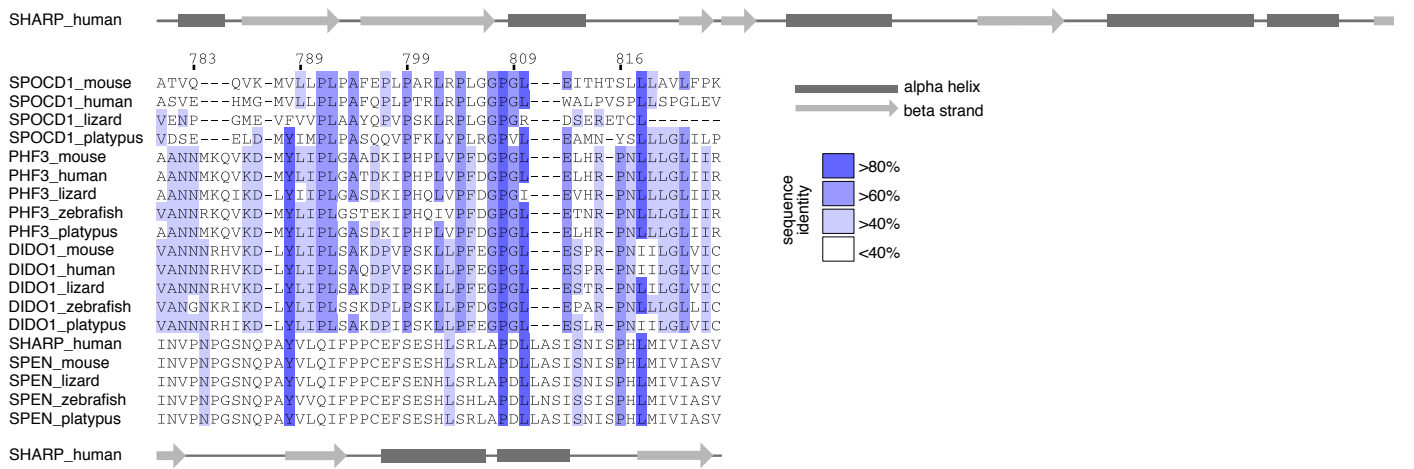 SHARP_human
783 789 799 809 816
SPOCD1_mouse ATVQ---QVK-MVLLPLPAFEPLPARLRPLGGPGL---EITHTSLLLAVLFPK
SPOCD1_human ASVE---HMG-MVLLPLPAFQPLPTRLRPLGGPGL---WALPVSPLLSPGLEV
SPOCD1_lizard VENP---GME-VFVVPLAAYQPVPSKLRPLGGPGR---DSERETCL-------
SPOCD1_platypus VDSE---ELD-MYIMPLPASQQVPFKLYPLRGPVL---EAMN-YSLLLGLILP
PHF3_mouse AANNMKQVKD-MYLIPLGAADKIPHPLVPFDGPGL---ELHR-PNLLLGLIIR
PHF3_human AANNMKQVKD-MYLIPLGATDKIPHPLVPFDGPGL---ELHR-PNLLLGLIIR
PHF3_lizard AANNMKQIKD-LYIIPLGASDKIPHQLVPFDGPGI---EVHR-PNLLLGLIIR
PHF3_zebrafish VANNRKQVKD-MYLIPLGSTEKIPHQIVPFDGPGL---ETNR-PNLLLGLIIR
PHF3_platypus AANNMKQVKD-MYLIPLGASDKIPHPLVPFDGPGL---ELHR-PNLLLGLIIR
DIDO1_mouse VANNNRHVKD-LYLIPLSAKDPVPSKLLPFEGPGL---ESPR-PNIILGLVIC
DIDO1_human VANNNRHVKD-LYLIPLSAQDPVPSKLLPFEGPGL---ESPR-PNIILGLVIC
DIDO1_lizard VANNNRHVKD-LYLIPLSAKDPIPSKLLPFDGPGL---ESTR-PNLILGLVIC
DIDO1_zebrafish VANGNKRIKD-LYLIPLSSKDPLPSKLLPFDGPGL---EPAR-PNLLLGLLIC
DIDO1_platypus VANNNRHIKD-LYLIPLSAKDPIPSKLLPFEGPGL---ESLR-PNIILGLVIC
SHARP_human INVPNPGSNQPAYVLQIFPPCEFSESHLSRLAPDLLASISNISPHLMIVIASV
SPEN_mouse INVPNPGSNQPAYVLQIFPPCEFSESHLSRLAPDLLASISNISPHLMIVIASV
SPEN_lizard INVPNPGSNQPAYVLQIFPPCEFSENHLSRLAPDLLASISNISPHLMIVIASV
SPEN_zebrafish INVPNPGSNQPAYVVQIFPPCEFSESHLSHLAPDLLNSISSISPHLMIVIASV
SPEN_platypus INVPNPGSNQPAYVLQIFPPCEFSESHLSRLAPDLLASISNISPHLMIVIASV
SHARP_human
alpha helix
beta strand
sequence
identity
>80%
>60%
>40%
<40%